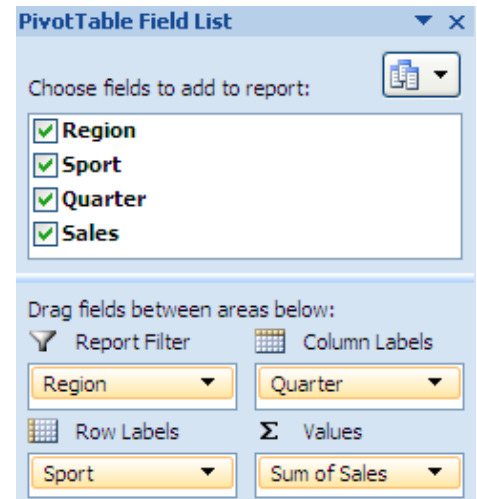 PivotTable Field List
Choose fields to add to report:
Region
Sport
Quarter
Sales
Drag fields between areas below:
Report Filter Column Labels
Region Quarter
Row Labels Σ Values
Sport Sum of Sales